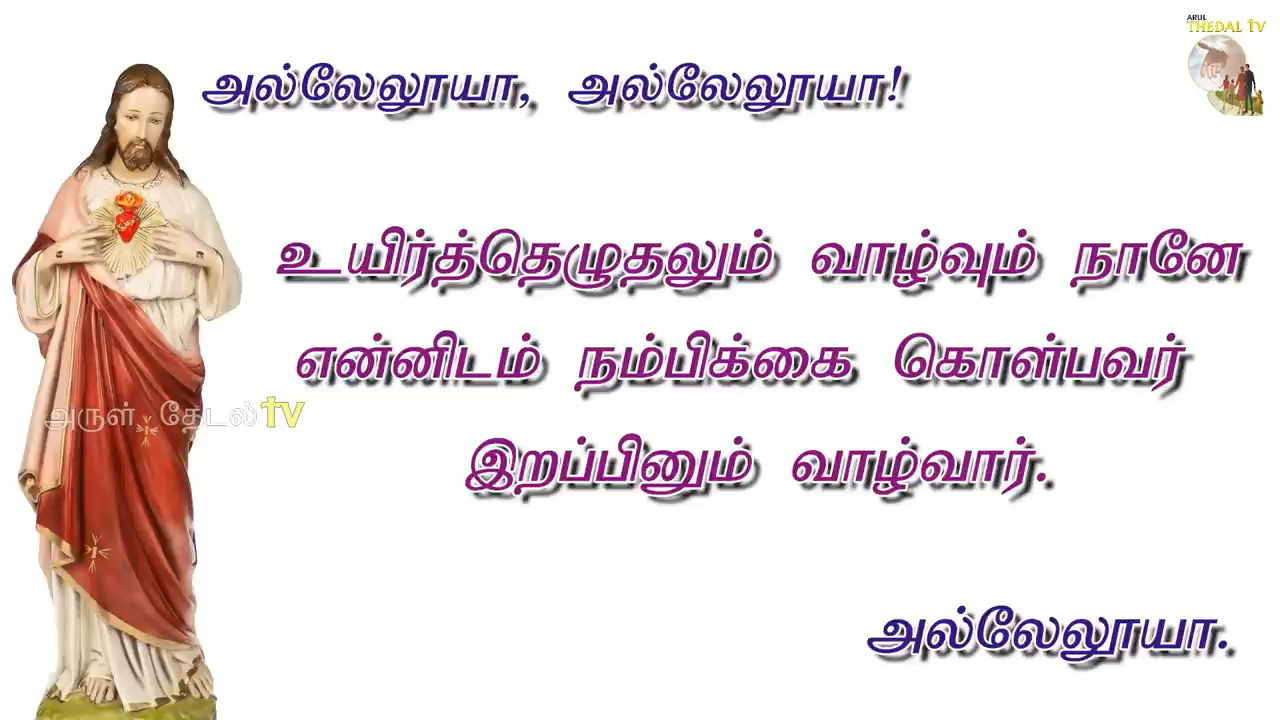 ARUL
THEDAL TV
அல்லேலூயா, அல்லேலூயா!
உயிர்த்தெழுதலும் வாழ்வும் நானே
என்னிடம் நம்பிக்கை கொள்பவர்
அருள் தேடல் tv
இறப்பினும் வாழ்வார்.
அல்லேலூயா.